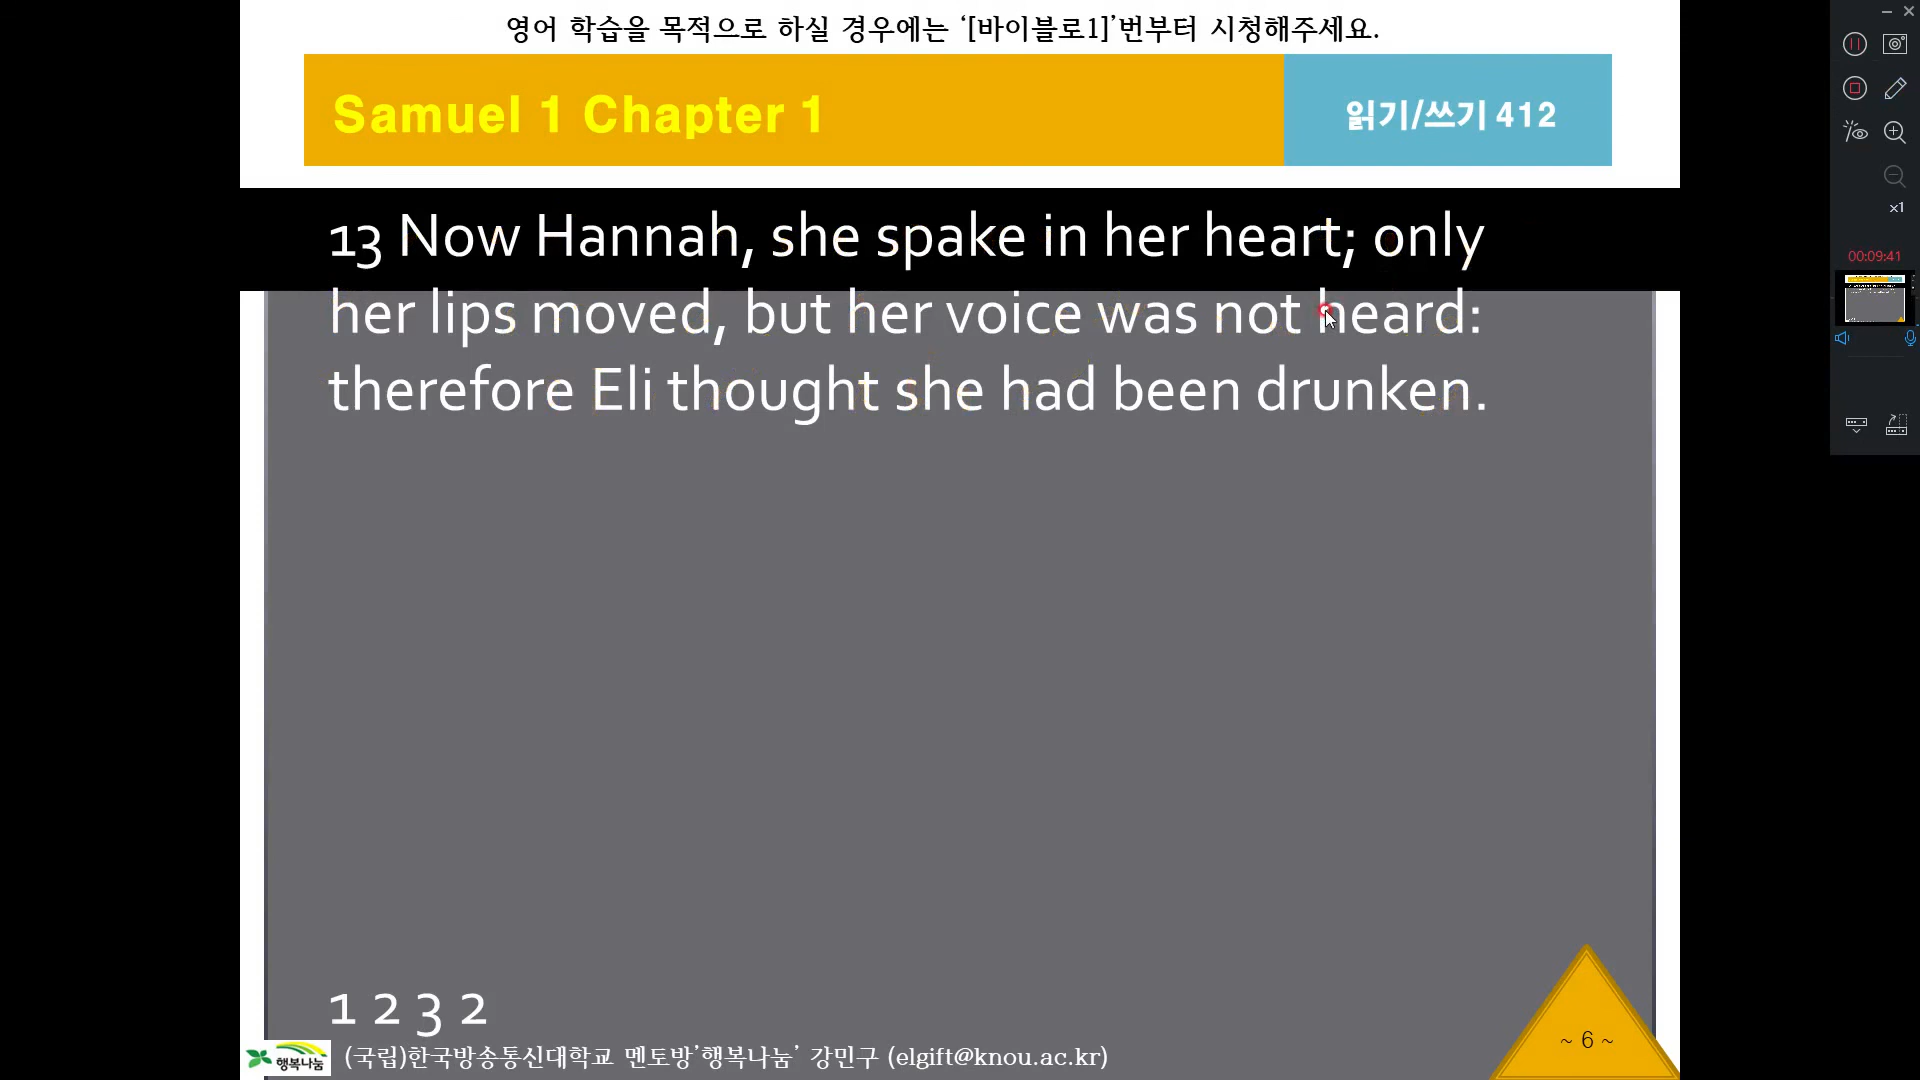 영어 학습을 목적으로 하실 경우에는 ‘[바이블로1]’번부터 시청해주세요.
Samuel 1 Chapter 1
읽기/쓰기 412
13 Now Hannah, she spake in her heart; only
her lips moved, but her voice was not heard:
therefore Eli thought she had been drunken.
1 2 3 2
~ 6 ~
행복나눔
(국립)한국방송통신대학교 멘토방’행복나눔’ 강민구 (elgift@knou.ac.kr)
x1
00:09:41